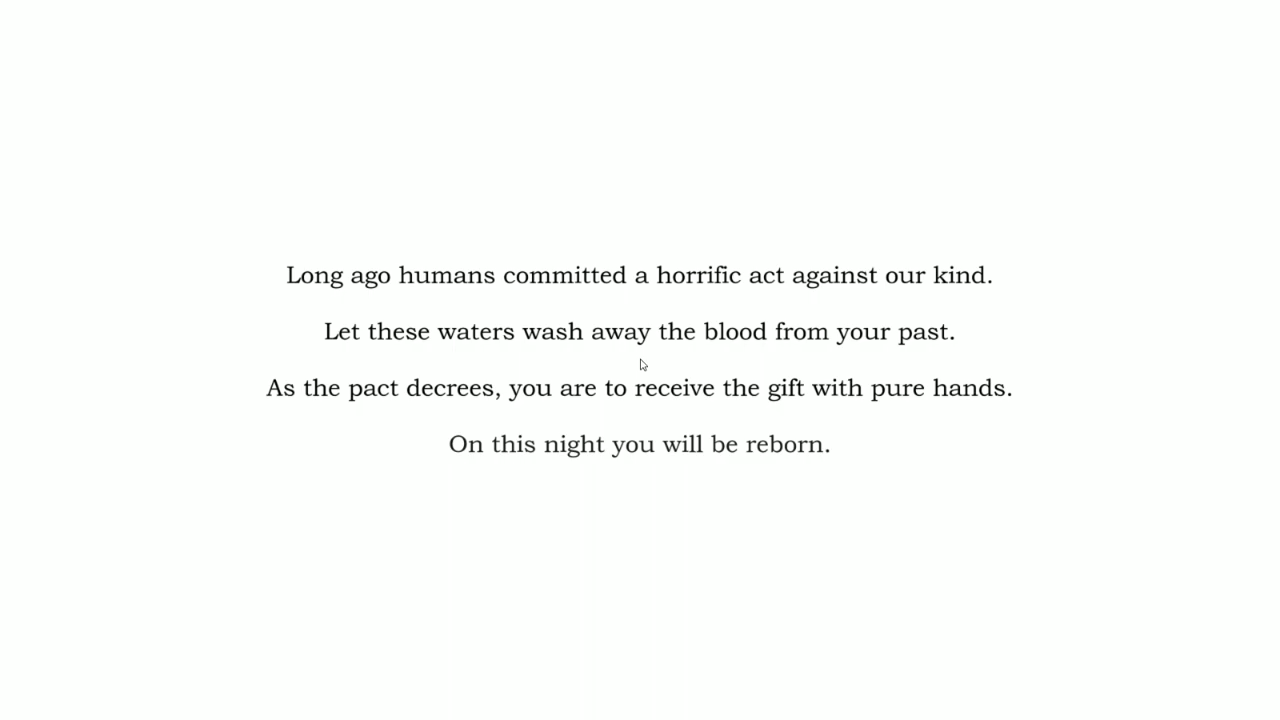 Long ago humans committed a horrific act against our kind.
Let these waters wash away the blood from your past.
As the pact decrees, you are to receive the gift with pure hands.
On this night you will be reborn.